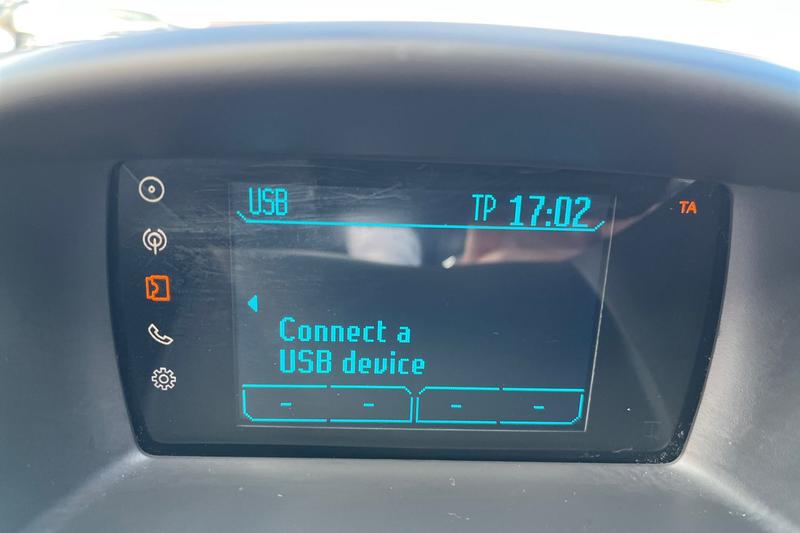 USB
TP 17:02
TA
Connect a
USB device
- - - -